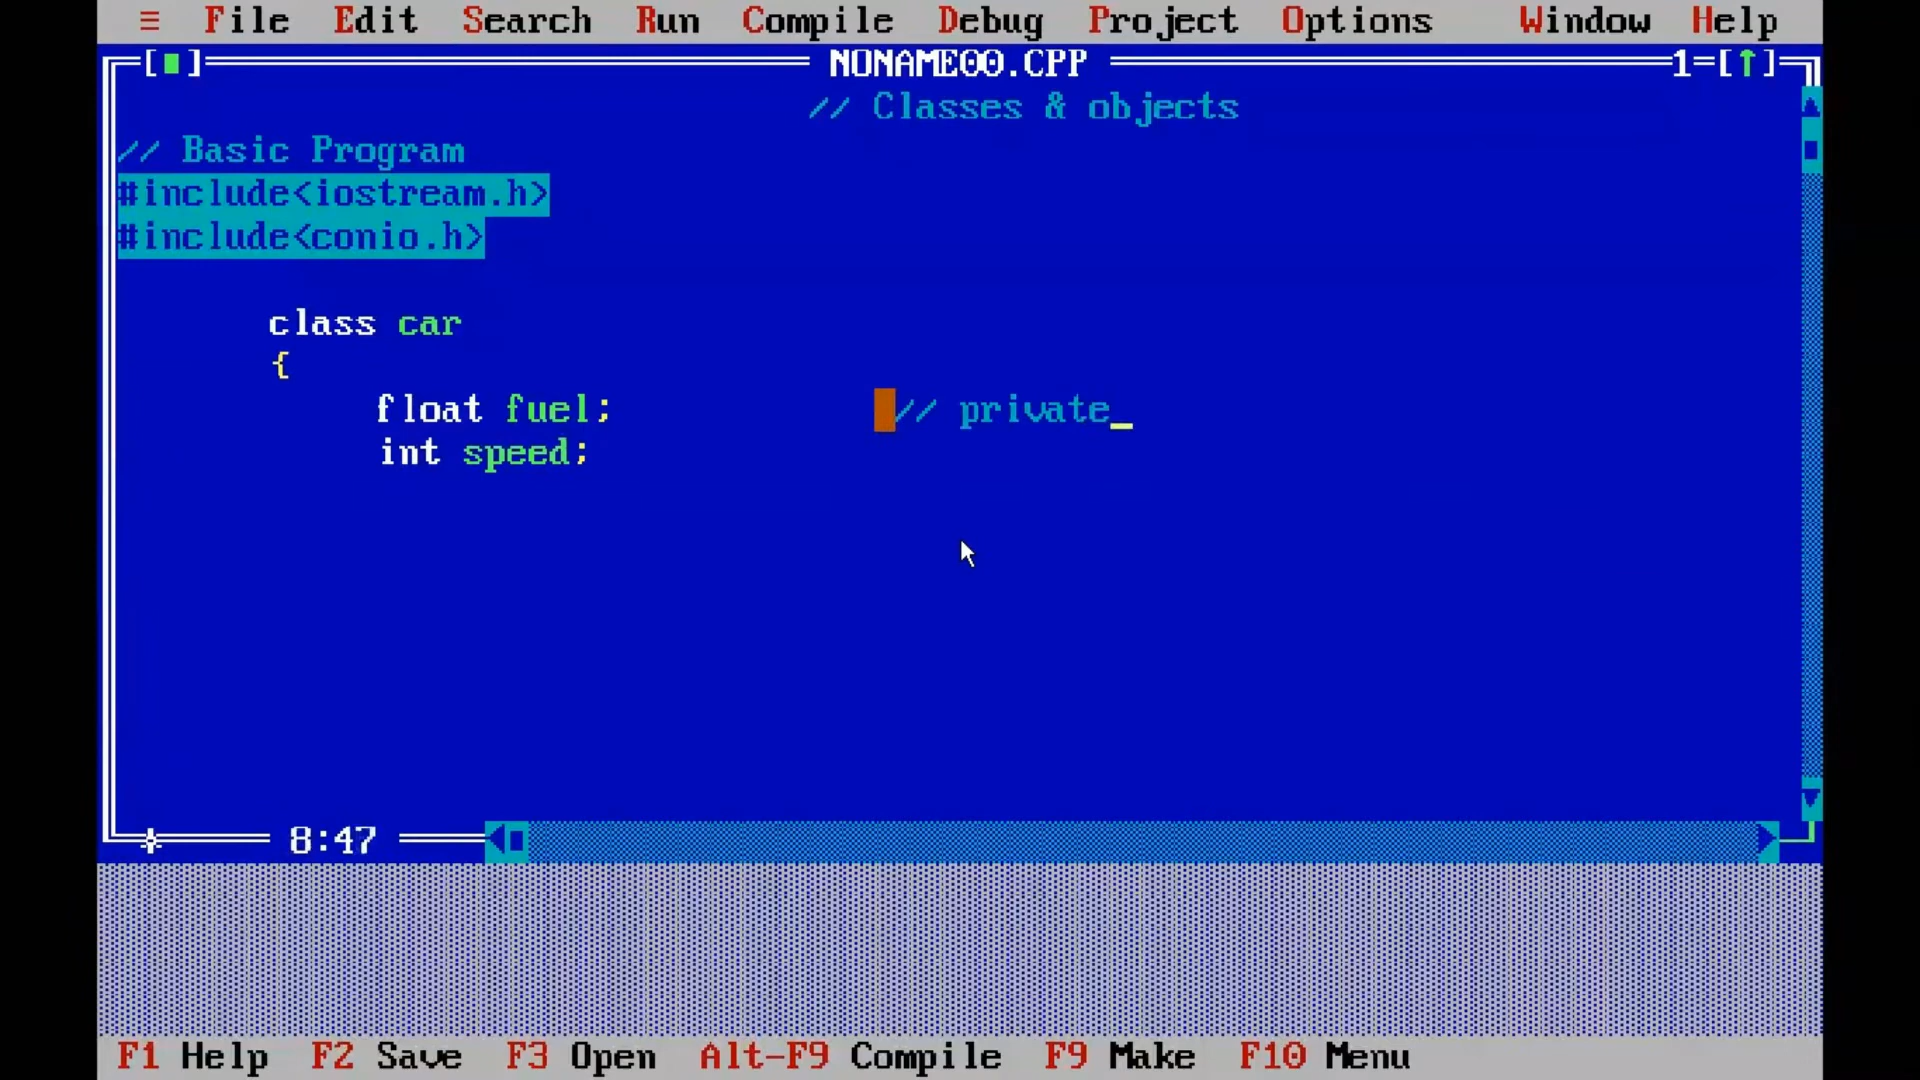 ≡ File Edit Search Run Compile Debug Project Options Window Help
[■] NONAME00.CPP 1=[↑]
// Classes & objects
// Basic Program
#include<iostream.h>
#include<conio.h>
class car
{
float fuel; // private_
int speed;
8:47
F1 Help F2 Save F3 Open Alt-F9 Compile F9 Make F10 Menu